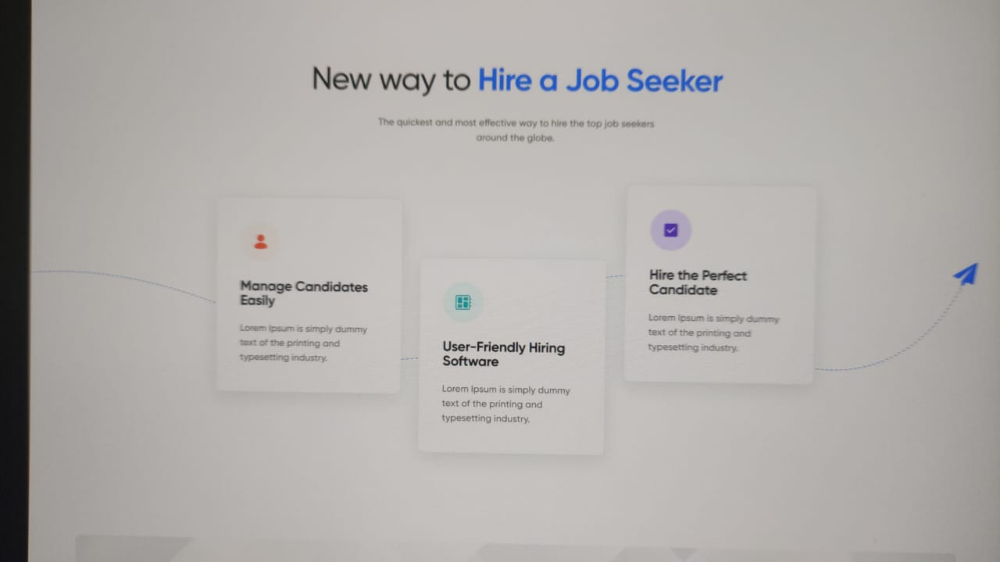 New way to Hire a Job Seeker
The quickest and most effective way to hire the top job seekers
around the globe.
Manage Candidates
Easily
Lorem Ipsum is simply dummy
text of the printing and
typesetting industry.
User-Friendly Hiring
Software
Lorem Ipsum is simply dummy
text of the printing and
typesetting industry.
Hire the Perfect
Candidate
Lorem Ipsum is simply dummy
text of the printing and
typesetting industry.